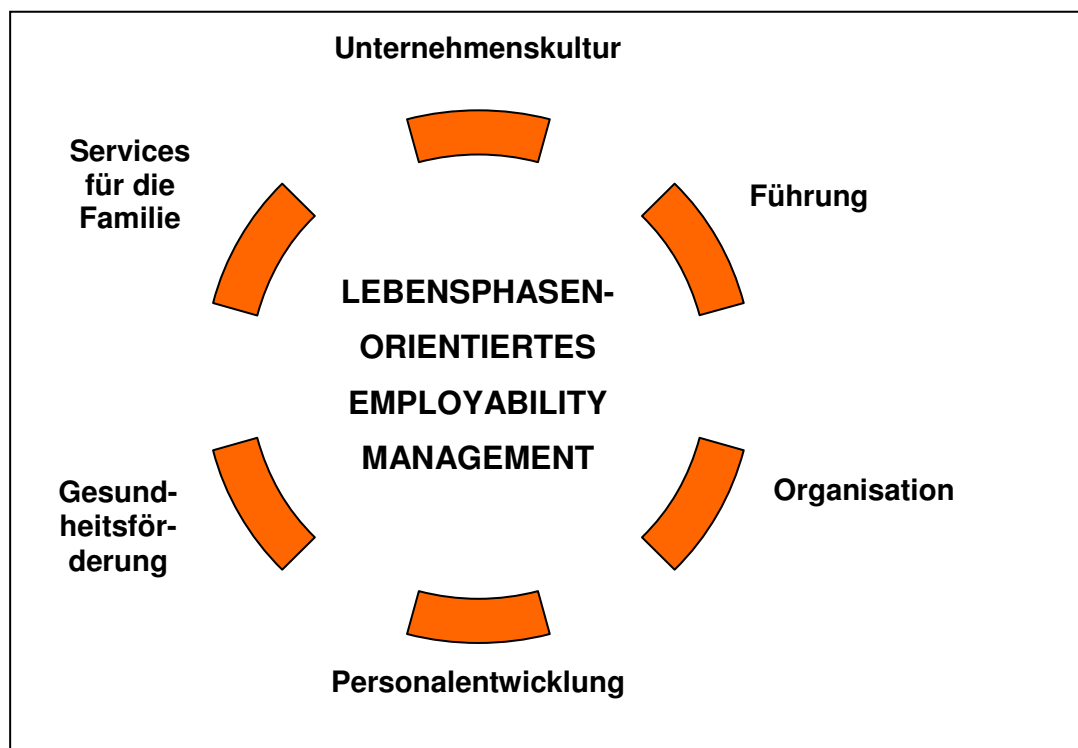 Unternehmenskultur
Services
für die
Familie
Führung
LEBENSPHASEN-
ORIENTIERTES
EMPLOYABILITY
MANAGEMENT
Gesund-
heitsför-
derung
Organisation
Personalentwicklung